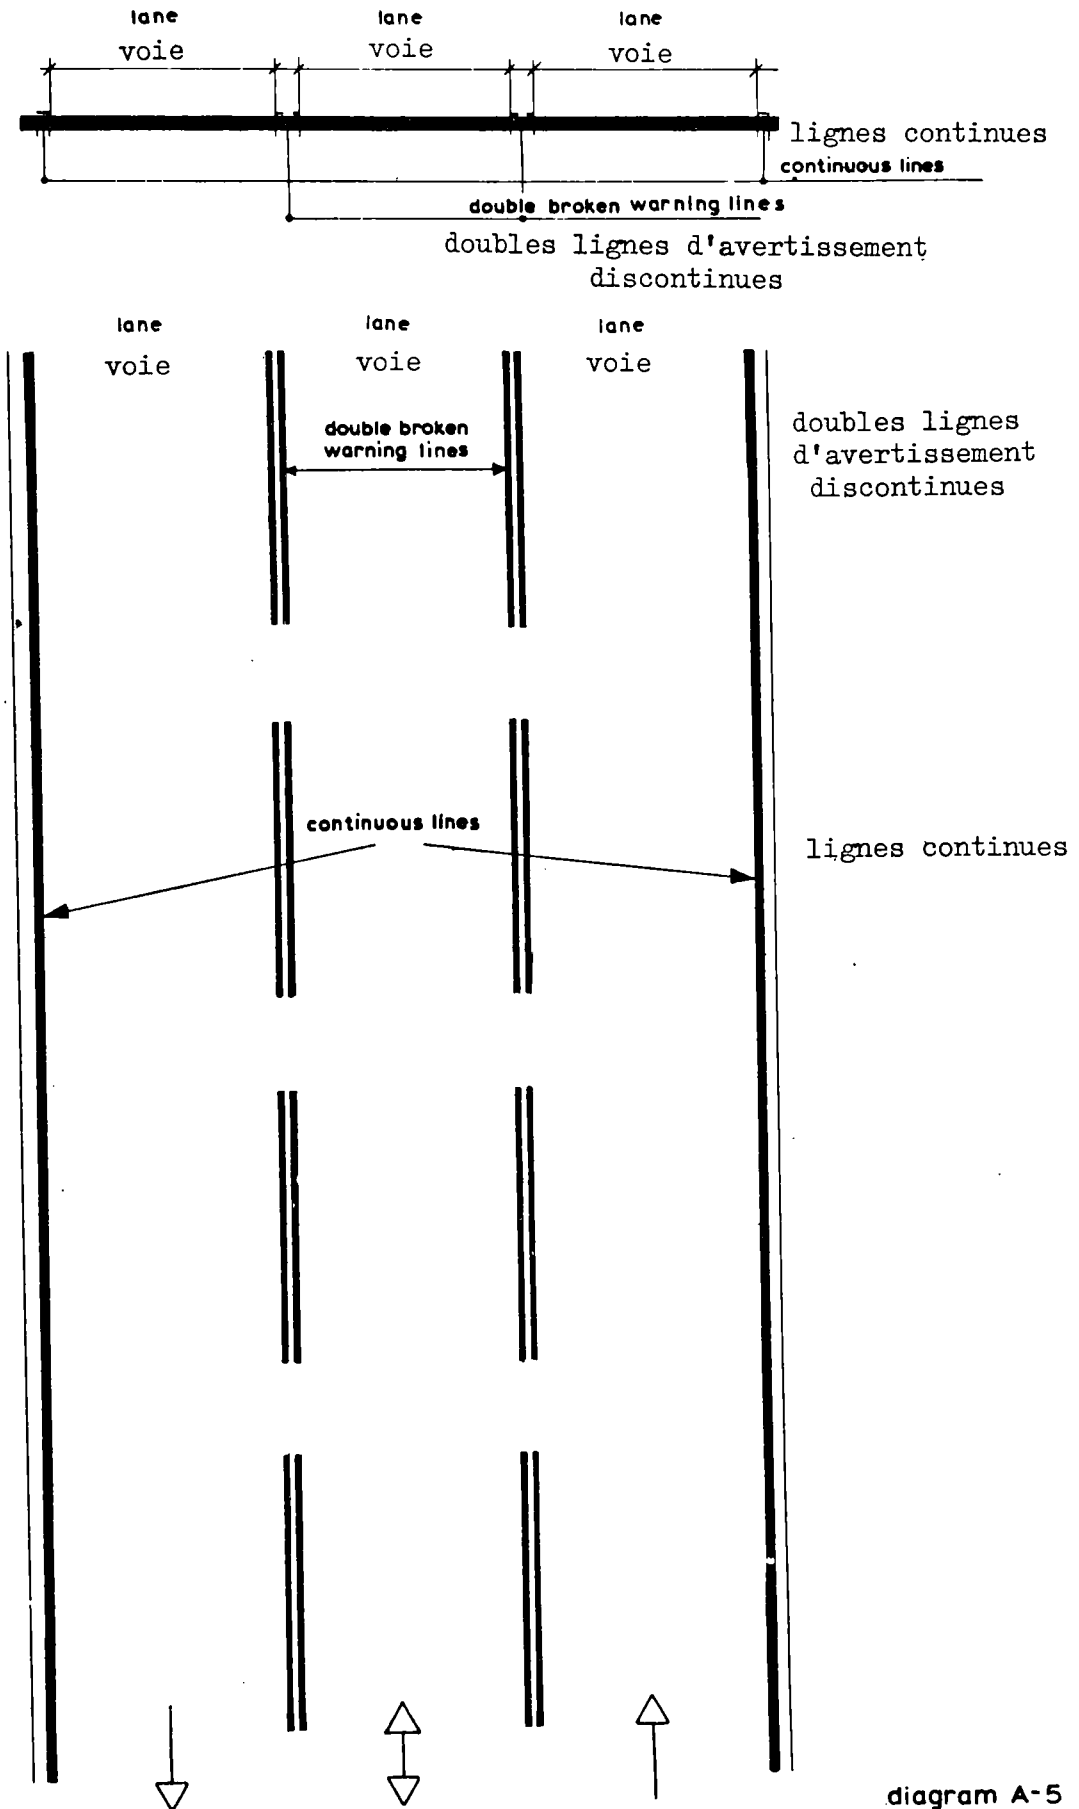 lane lane lane
voie voie voie
lignes continues
continuous lines
double broken warning lines
doubles lignes d'avertissement
discontinues
lane lane lane
voie voie voie
double broken
warning lines
doubles lignes
d'avertissement
discontinues
continuous lines
lignes continues
diagram A-5